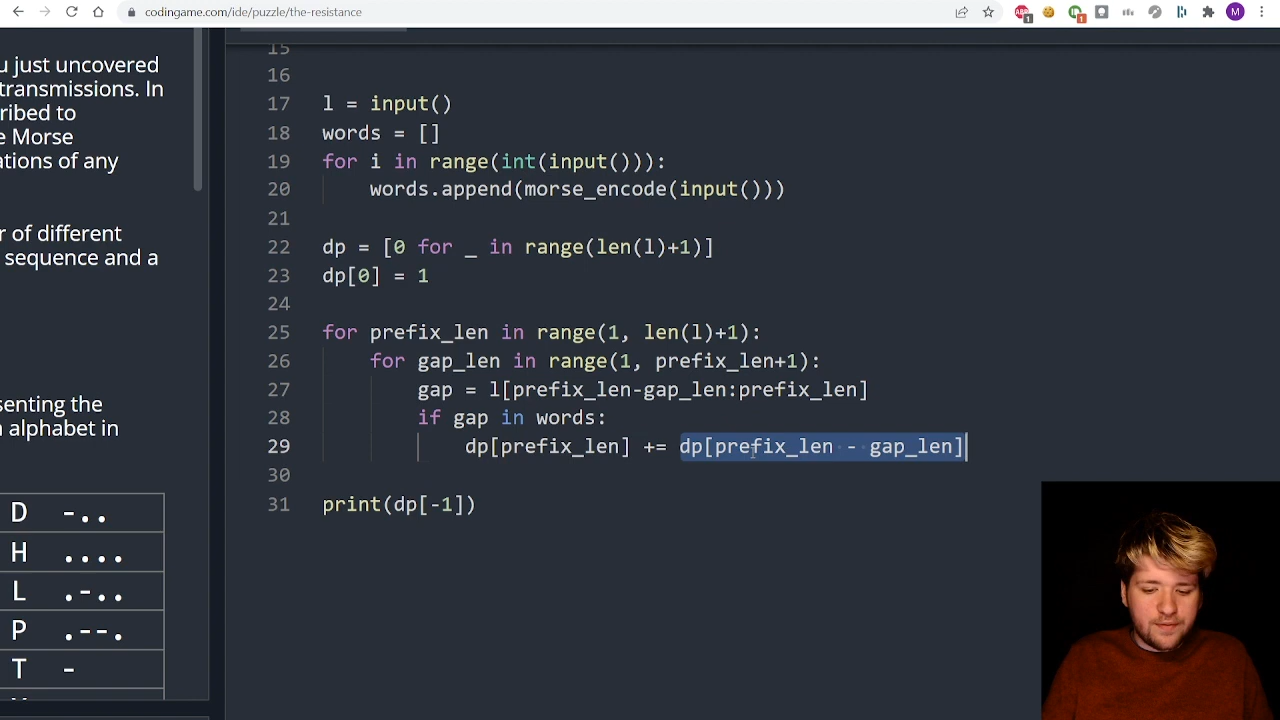 codingame.com/ide/puzzle/the-resistance
ABP
1
1
M
u just uncovered
transmissions. In
ribed to
e Morse
ations of any
r of different
sequence and a
senting the
n alphabet in
D -..
H ....
L .-..
P .--.
T -
15
16
17 l = input()
18 words = []
19 for i in range(int(input())):
20 words.append(morse_encode(input()))
21
22 dp = [0 for _ in range(len(l)+1)]
23 dp[0] = 1
24
25 for prefix_len in range(1, len(l)+1):
26 for gap_len in range(1, prefix_len+1):
27 gap = l[prefix_len-gap_len:prefix_len]
28 if gap in words:
29 dp[prefix_len] += dp[prefix_len - gap_len]
30
31 print(dp[-1])